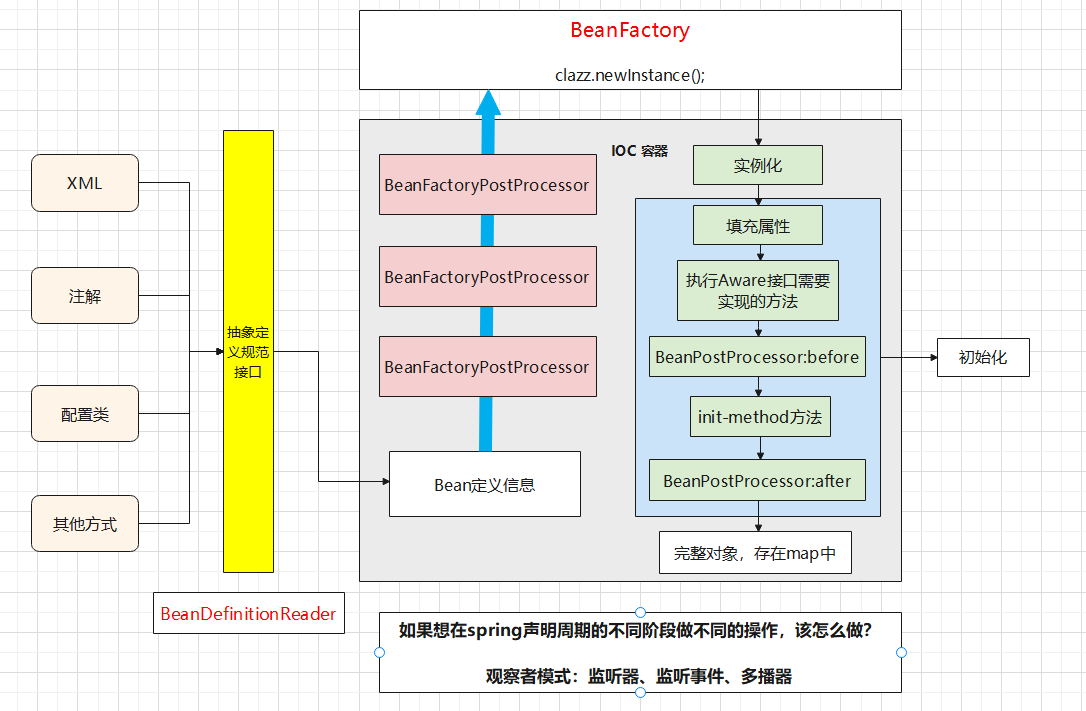 BeanFactory
clazz.newInstance();
XML
注解
配置类
其他方式
抽象定
义规范
接口
BeanDefinitionReader
IOC 容器
BeanFactoryPostProcessor
BeanFactoryPostProcessor
BeanFactoryPostProcessor
Bean定义信息
实例化
填充属性
执行Aware接口需要
实现的方法
BeanPostProcessor:before
init-method方法
BeanPostProcessor:after
完整对象，存在map中
初始化
如果想在spring声明周期的不同阶段做不同的操作，该怎么做？
观察者模式：监听器、监听事件、多播器